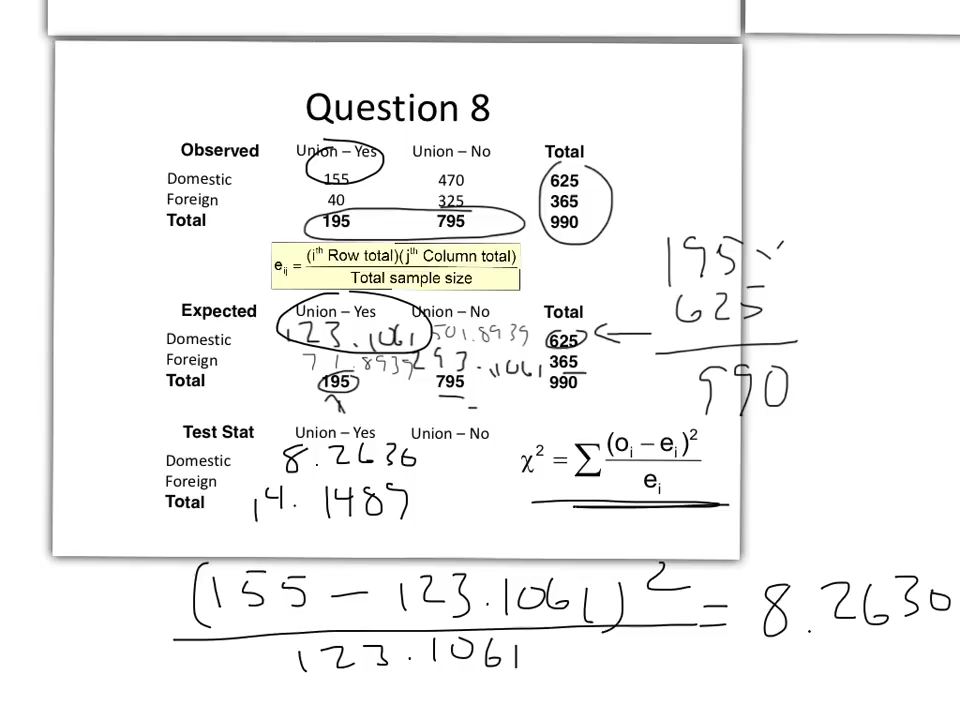 Question 8
Observed Union – Yes Union – No Total
Domestic 155 470 625
Foreign 40 325 365
Total 195 795 990
eij = (ith Row total)(jth Column total)
Total sample size
195 ×
625
990
Expected Union – Yes Union – No Total
Domestic 123.1061 501.8939 625
Foreign 71.8939 293.1061 365
Total 195 795 990
Test Stat Union – Yes Union – No
Domestic 8.2630
Foreign
Total 14.1489
χ² = ∑ (oi – ei)²
ei
(155 – 123.1061)² = 8.2630
123.1061